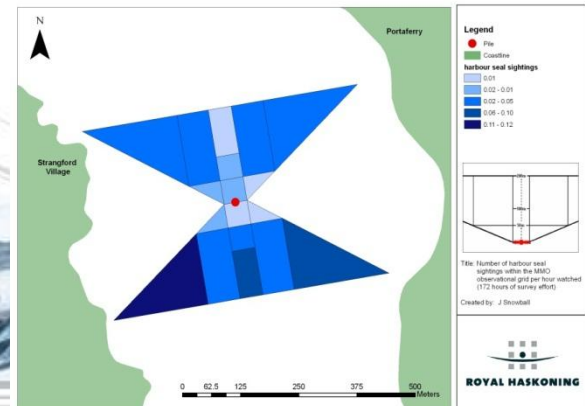 N
Portaferry
Strangford
Village
0 62.5 125 250 375 500
Meters
Legend
Pile
Coastline
harbour seal sightings
0.01
0.02 - 0.01
0.02 - 0.05
0.06 - 0.10
0.11 - 0.12
Title: Number of harbour seal
sightings within the MMO
observational grid per hour watched
(172 hours of survey effort)
Created by: J Snowball
ROYAL HASKONING